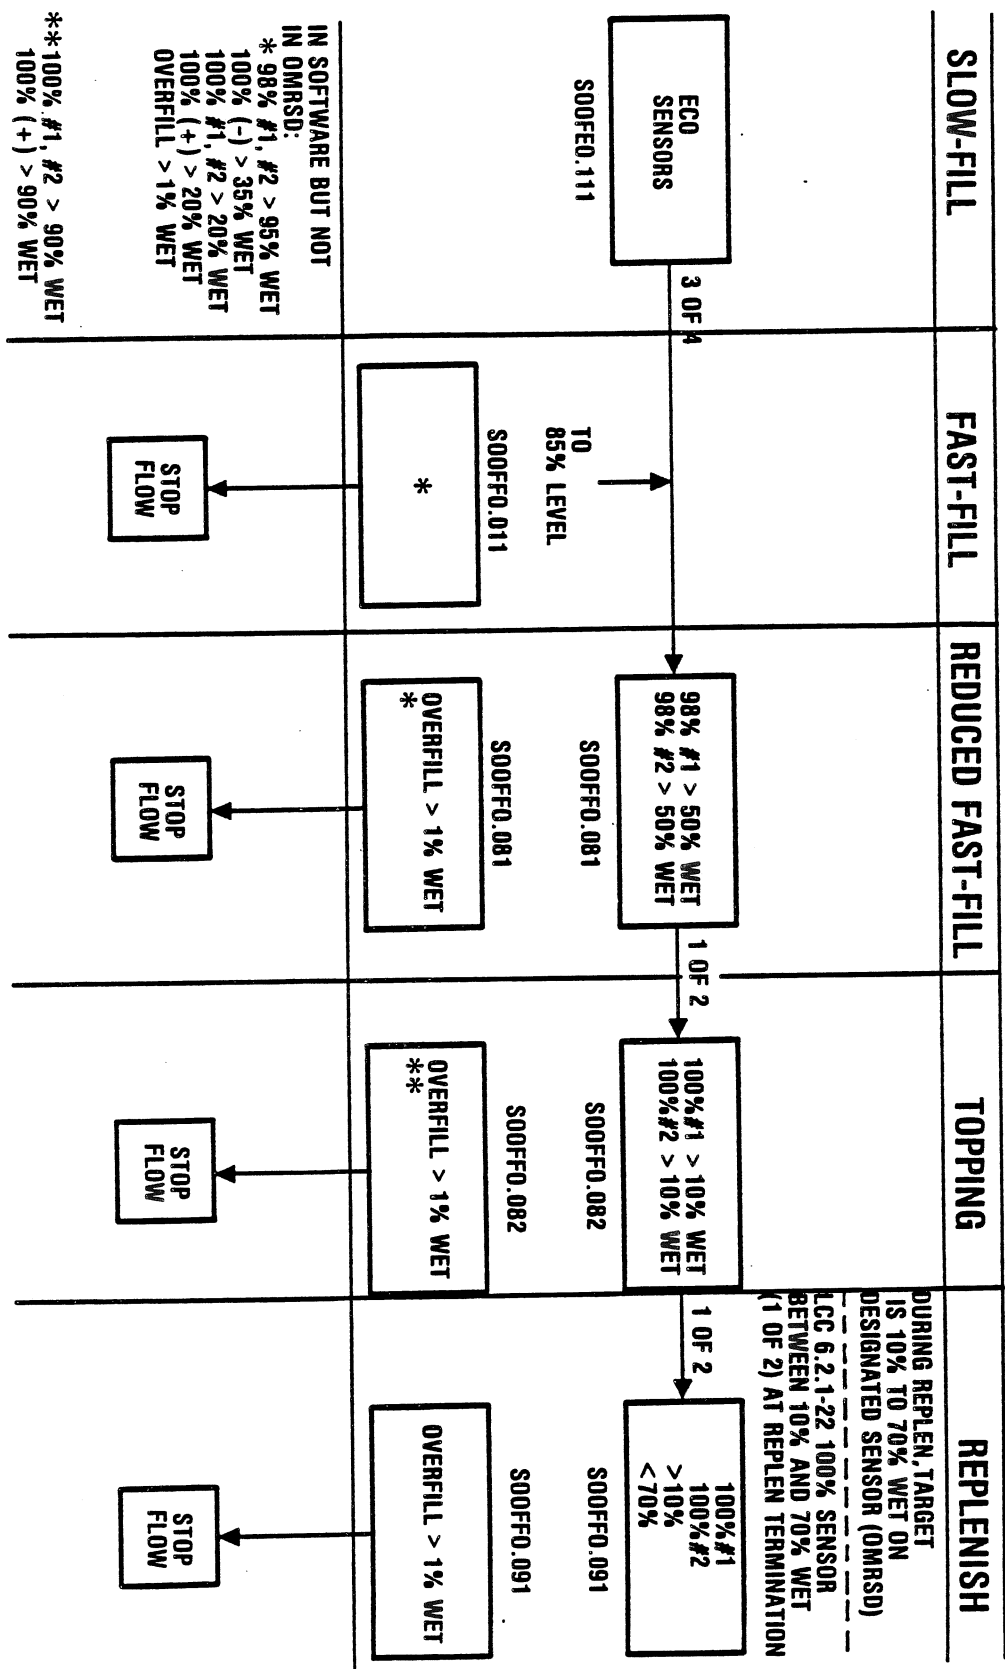 SLOW-FILL
FAST-FILL
REDUCED FAST-FILL
TOPPING
REPLENISH
DURING REPLEN, TARGET
IS 10% TO 70% WET ON
DESIGNATED SENSOR (OMRSD)
LCC 6.2.1-22 100% SENSOR
BETWEEN 10% AND 70% WET
(1 OF 2) AT REPLEN TERMINATION
ECO
SENSORS
S00FE0.111
3 OF 4
TO
85% LEVEL
98% #1 > 50% WET
98% #2 > 50% WET
S00FF0.081
1 OF 2
100%#1 > 10% WET
100%#2 > 10% WET
S00FF0.082
1 OF 2
100%#1
100%#2
>10%
<70%
S00FF0.091
S00FF0.011
*
S00FF0.081
OVERFILL > 1% WET
*
S00FF0.082
OVERFILL > 1% WET
**
S00FF0.091
OVERFILL > 1% WET
STOP
FLOW
STOP
FLOW
STOP
FLOW
STOP
FLOW
IN SOFTWARE BUT NOT
IN OMRSD:
* 98% #1, #2 > 95% WET
100% (-) > 35% WET
100% #1, #2 > 20% WET
100% (+) > 20% WET
OVERFILL > 1% WET
**100% #1, #2 > 90% WET
100% (+) > 90% WET